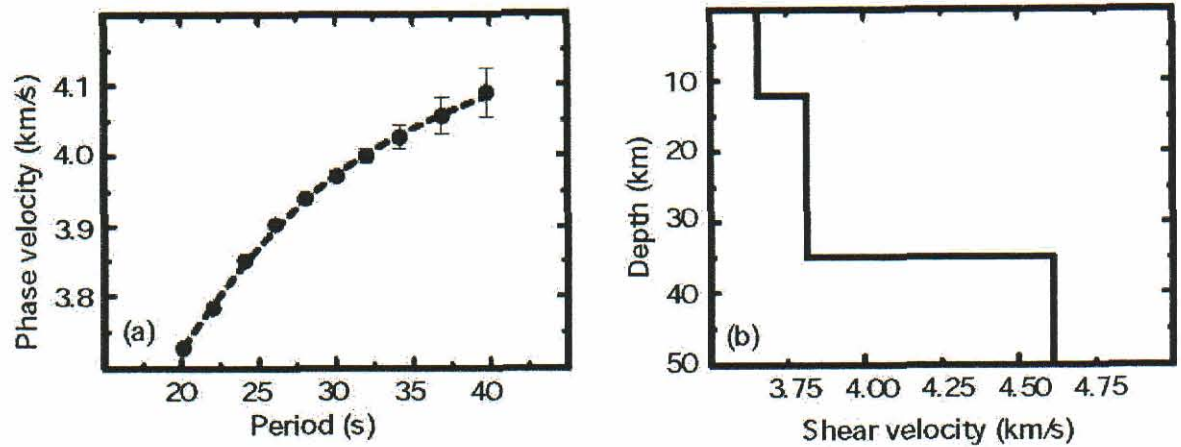 Phase velocity (km/s)
4.1
4.0
3.9
3.8
(a)
20 25 30 35 40
Period (s)
Depth (km)
10
20
30
40
50
(b)
3.75 4.00 4.25 4.50 4.75
Shear velocity (km/s)